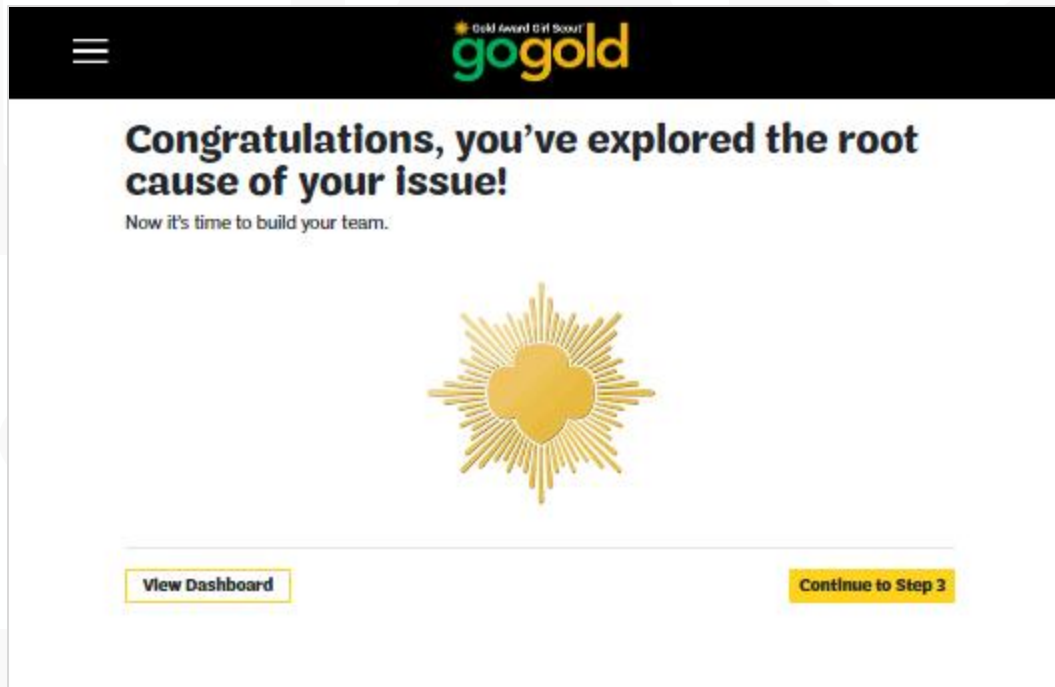 Gold Award Girl Scout
gogold
Congratulations, you’ve explored the root
cause of your issue!
Now it's time to build your team.
View Dashboard
Continue to Step 3